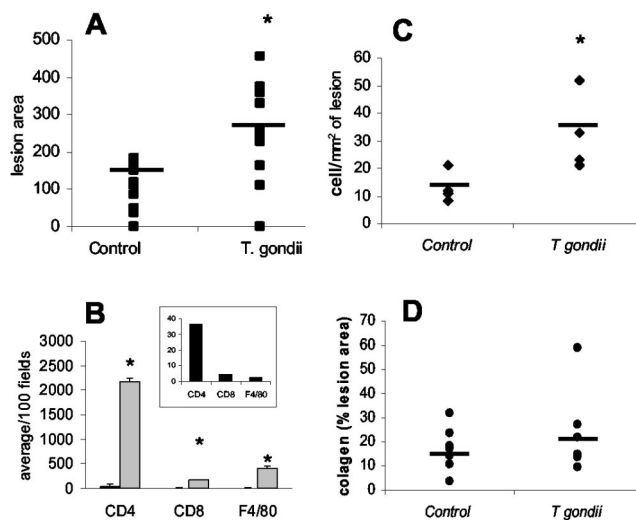 A
*
lesion area
500
400
300
200
100
0
Control
T. gondii
C
*
cell/mm² of lesion
60
50
40
30
20
10
0
Control
T gondii
B
average/100 fields
3000
2500
2000
1500
1000
500
0
*
*
*
CD4
CD8
F4/80
40
30
20
10
0
CD4
CD8
F4/80
D
colagen (% lesion area)
70
60
50
40
30
20
10
0
Control
T gondii